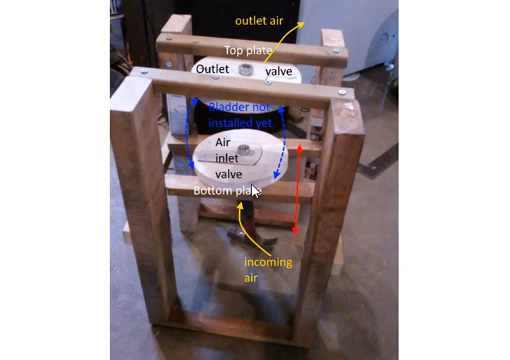 outlet air
Top plate
Outlet valve
Bladder not
installed yet.
Air
inlet
valve
Bottom plate
incoming
air